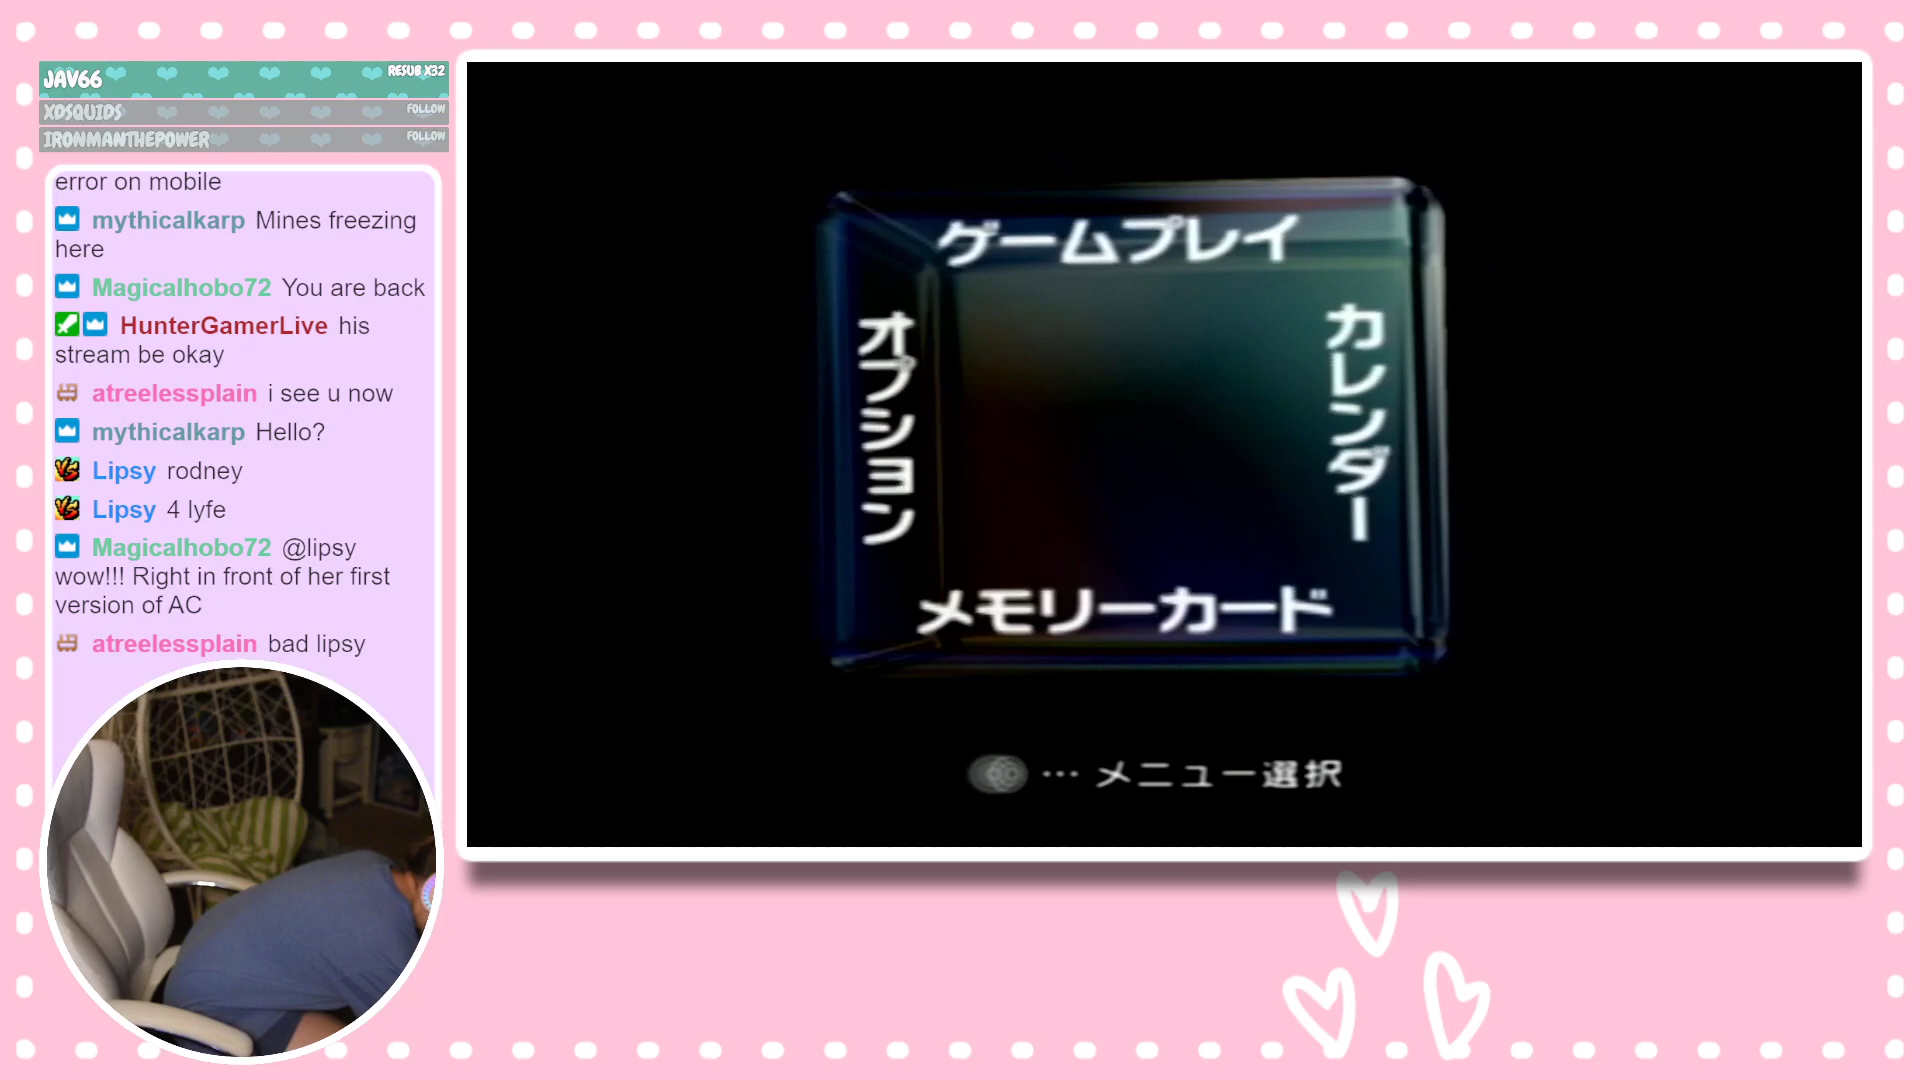 JAV66 RESUB X32
XDSQUIDS FOLLOW
IRONMANTHEPOWER FOLLOW
error on mobile
mythicalkarp Mines freezing
here
Magicalhobo72 You are back
HunterGamerLive his
stream be okay
atreelessplain i see u now
mythicalkarp Hello?
Lipsy rodney
Lipsy 4 lyfe
Magicalhobo72 @lipsy
wow!!! Right in front of her first
version of AC
atreelessplain bad lipsy
ゲームプレイ
オプション
カレンダー
メモリーカード
… メニュー選択